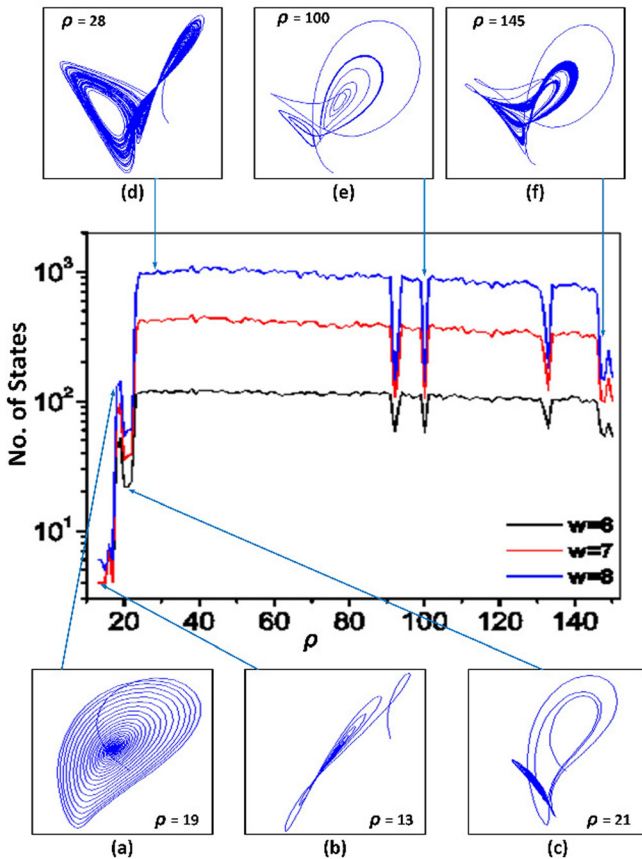 ρ = 28
ρ = 100
ρ = 145
(d)
(e)
(f)
No. of States
10³
10²
10¹
w=6
w=7
w=8
20 40 60 80 100 120 140
ρ
ρ = 19
ρ = 13
ρ = 21
(a)
(b)
(c)